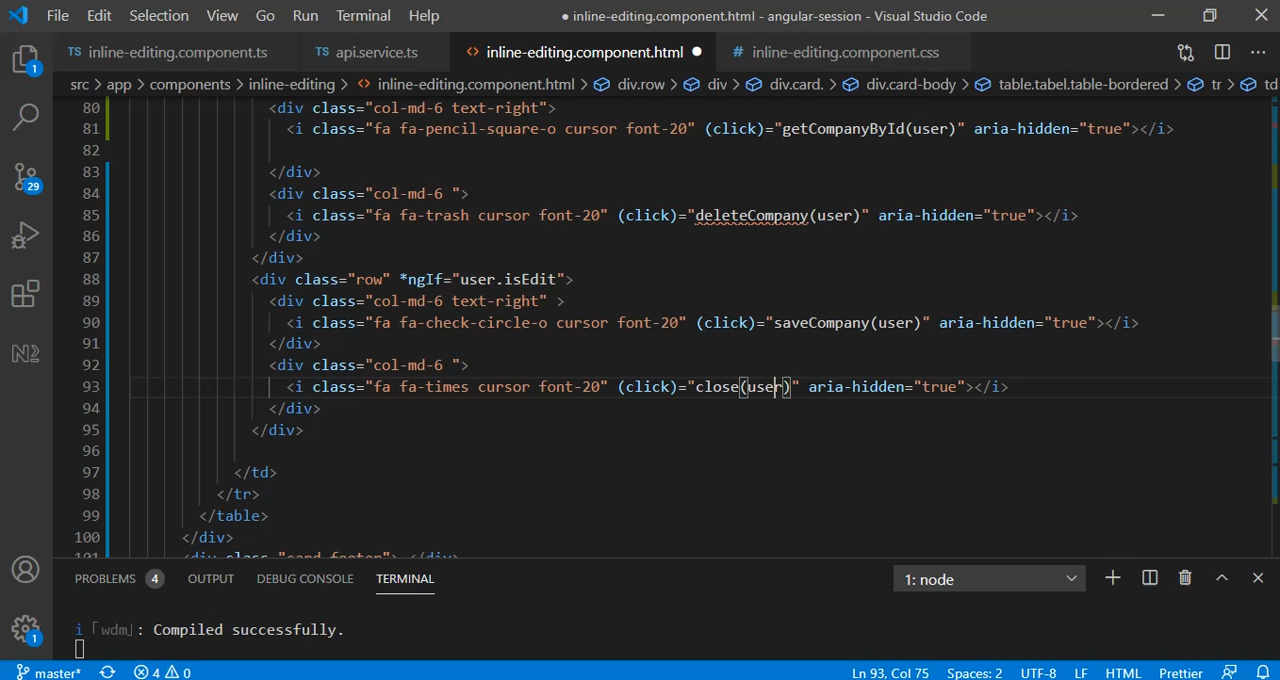 File Edit Selection View Go Run Terminal Help ● inline-editing.component.html - angular-session - Visual Studio Code
TS inline-editing.component.ts TS api.service.ts <> inline-editing.component.html ● # inline-editing.component.css
src > app > components > inline-editing > <> inline-editing.component.html > div.row > div > div.card. > div.card-body > table.tabel.table-bordered > tr > td
80 <div class="col-md-6 text-right">
81 <i class="fa fa-pencil-square-o cursor font-20" (click)="getCompanyById(user)" aria-hidden="true"></i>
82
83 </div>
84 <div class="col-md-6 ">
85 <i class="fa fa-trash cursor font-20" (click)="deleteCompany(user)" aria-hidden="true"></i>
86 </div>
87 </div>
88 <div class="row" *ngIf="user.isEdit">
89 <div class="col-md-6 text-right" >
90 <i class="fa fa-check-circle-o cursor font-20" (click)="saveCompany(user)" aria-hidden="true"></i>
91 </div>
92 <div class="col-md-6 ">
93 <i class="fa fa-times cursor font-20" (click)="close(user)" aria-hidden="true"></i>
94 </div>
95 </div>
96
97 </td>
98 </tr>
99 </table>
100 </div>
101 <div class="card-footer"> </div>
1
29
1
PROBLEMS 4 OUTPUT DEBUG CONSOLE TERMINAL 1: node
i 「wdm」: Compiled successfully.
master* 4 0 Ln 93, Col 75 Spaces: 2 UTF-8 LF HTML Prettier